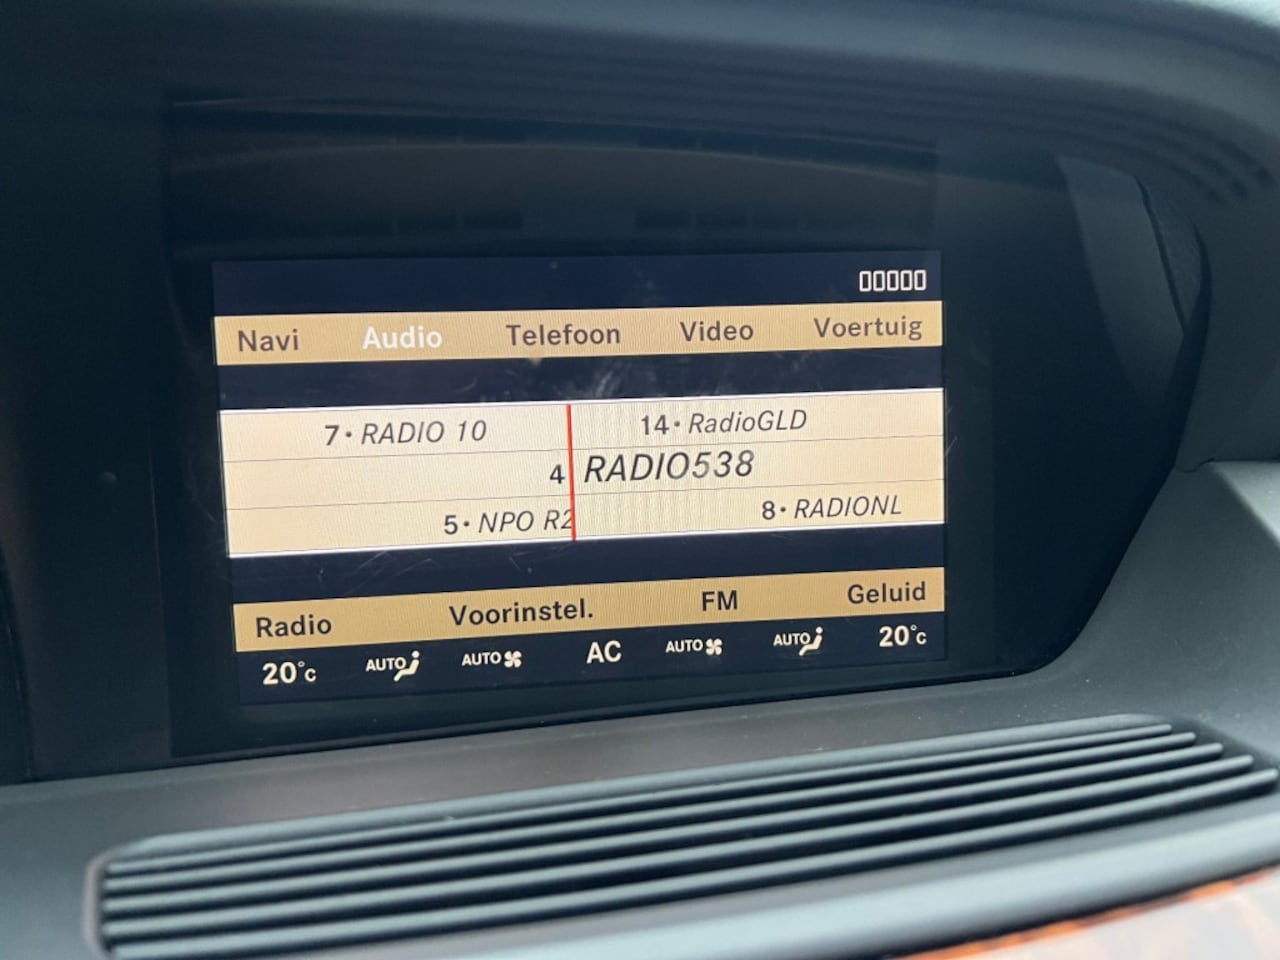 Navi Audio Telefoon Video Voertuig
7· RADIO 10 14· RadioGLD
4 RADIO538
5· NPO R2 8· RADIONL
Radio Voorinstel. FM Geluid
20°C AUTO AUTO AC AUTO AUTO 20°C